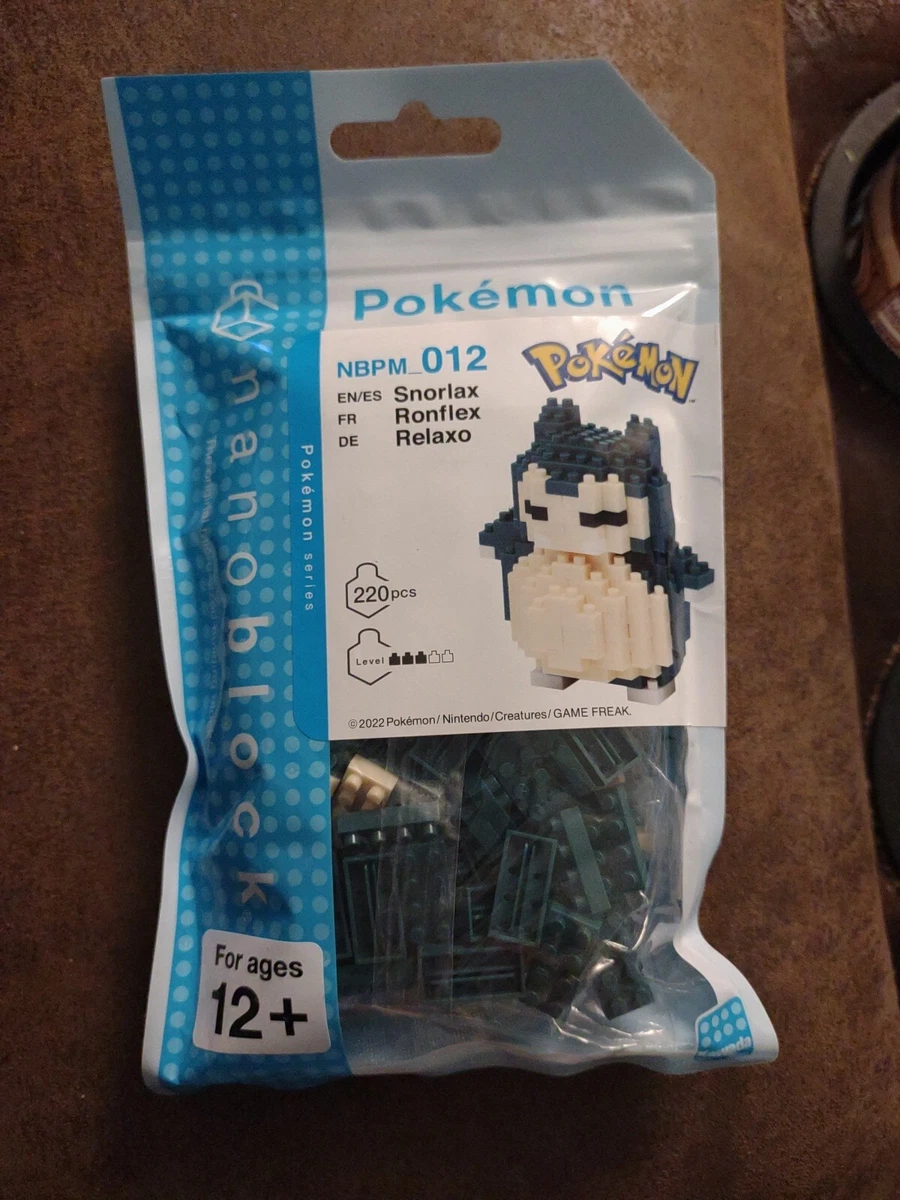 Pokémon
NBPM_012
POKéMON
™
EN/ES Snorlax
FR Ronflex
DE Relaxo
220pcs
Level
©2022 Pokémon/Nintendo/Creatures/GAME FREAK.
nanoblock
Pokémon series
For ages
12+